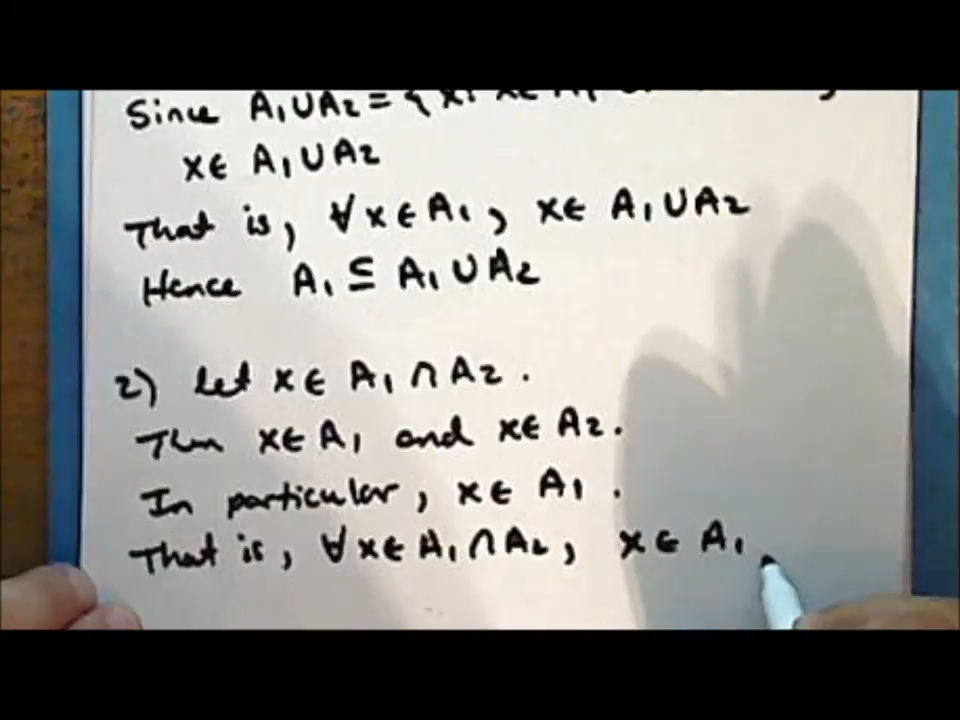 Since A₁∪A₂ = { x: x∈ A₁
x∈ A₁∪A₂
That is, ∀x∈A₁, x∈ A₁∪A₂
Hence A₁ ⊆ A₁∪A₂
2) Let x∈ A₁∩A₂.
Then x∈A₁ and x∈A₂.
In particular, x∈ A₁.
That is, ∀x∈A₁∩A₂, x∈A₁.